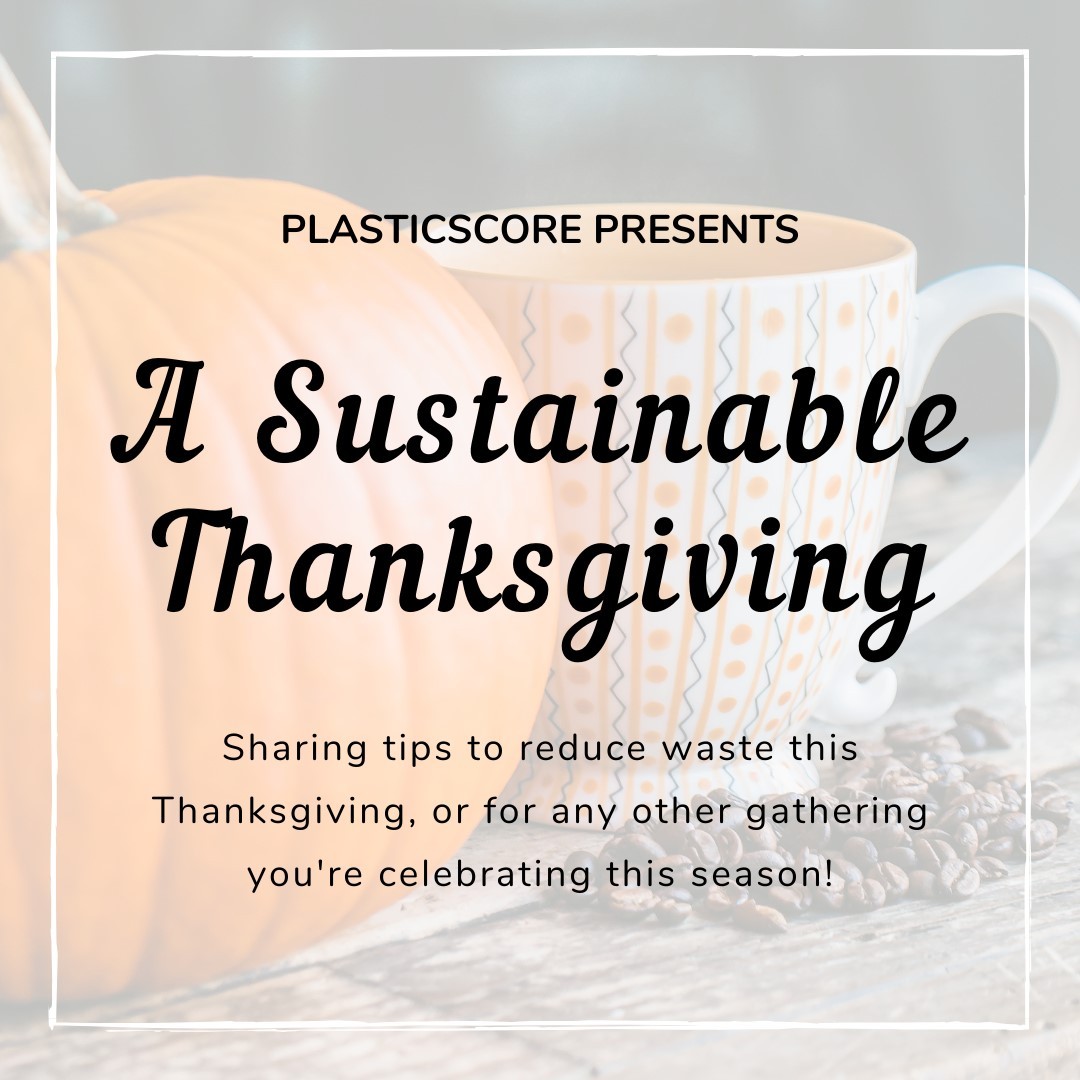 PLASTICSCORE PRESENTS
A Sustainable
Thanksgiving
Sharing tips to reduce waste this
Thanksgiving, or for any other gathering
you're celebrating this season!